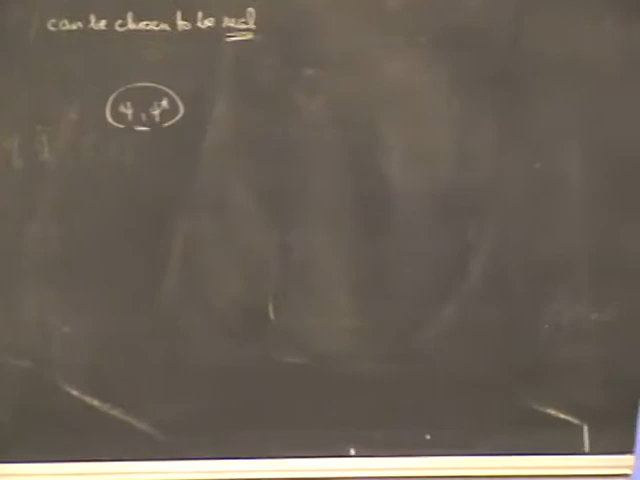 can be chosen to be real
ψ, ψ*